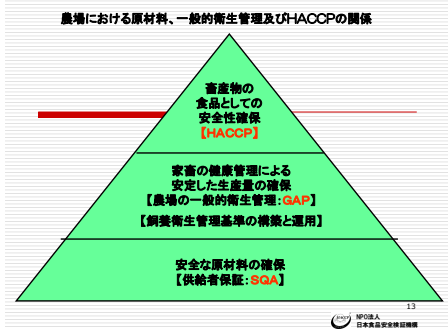 農場における原材料、一般的衛生管理及びHACCPの関係
畜産物の
食品としての
安全性確保
【HACCP】
家畜の健康管理による
安定した生産量の確保
【農場の一般的衛生管理:GAP】
【飼養衛生管理基準の構築と運用】
安全な原材料の確保
【供給者保証:SQA】
13
NPO法人
日本食品安全検証機構